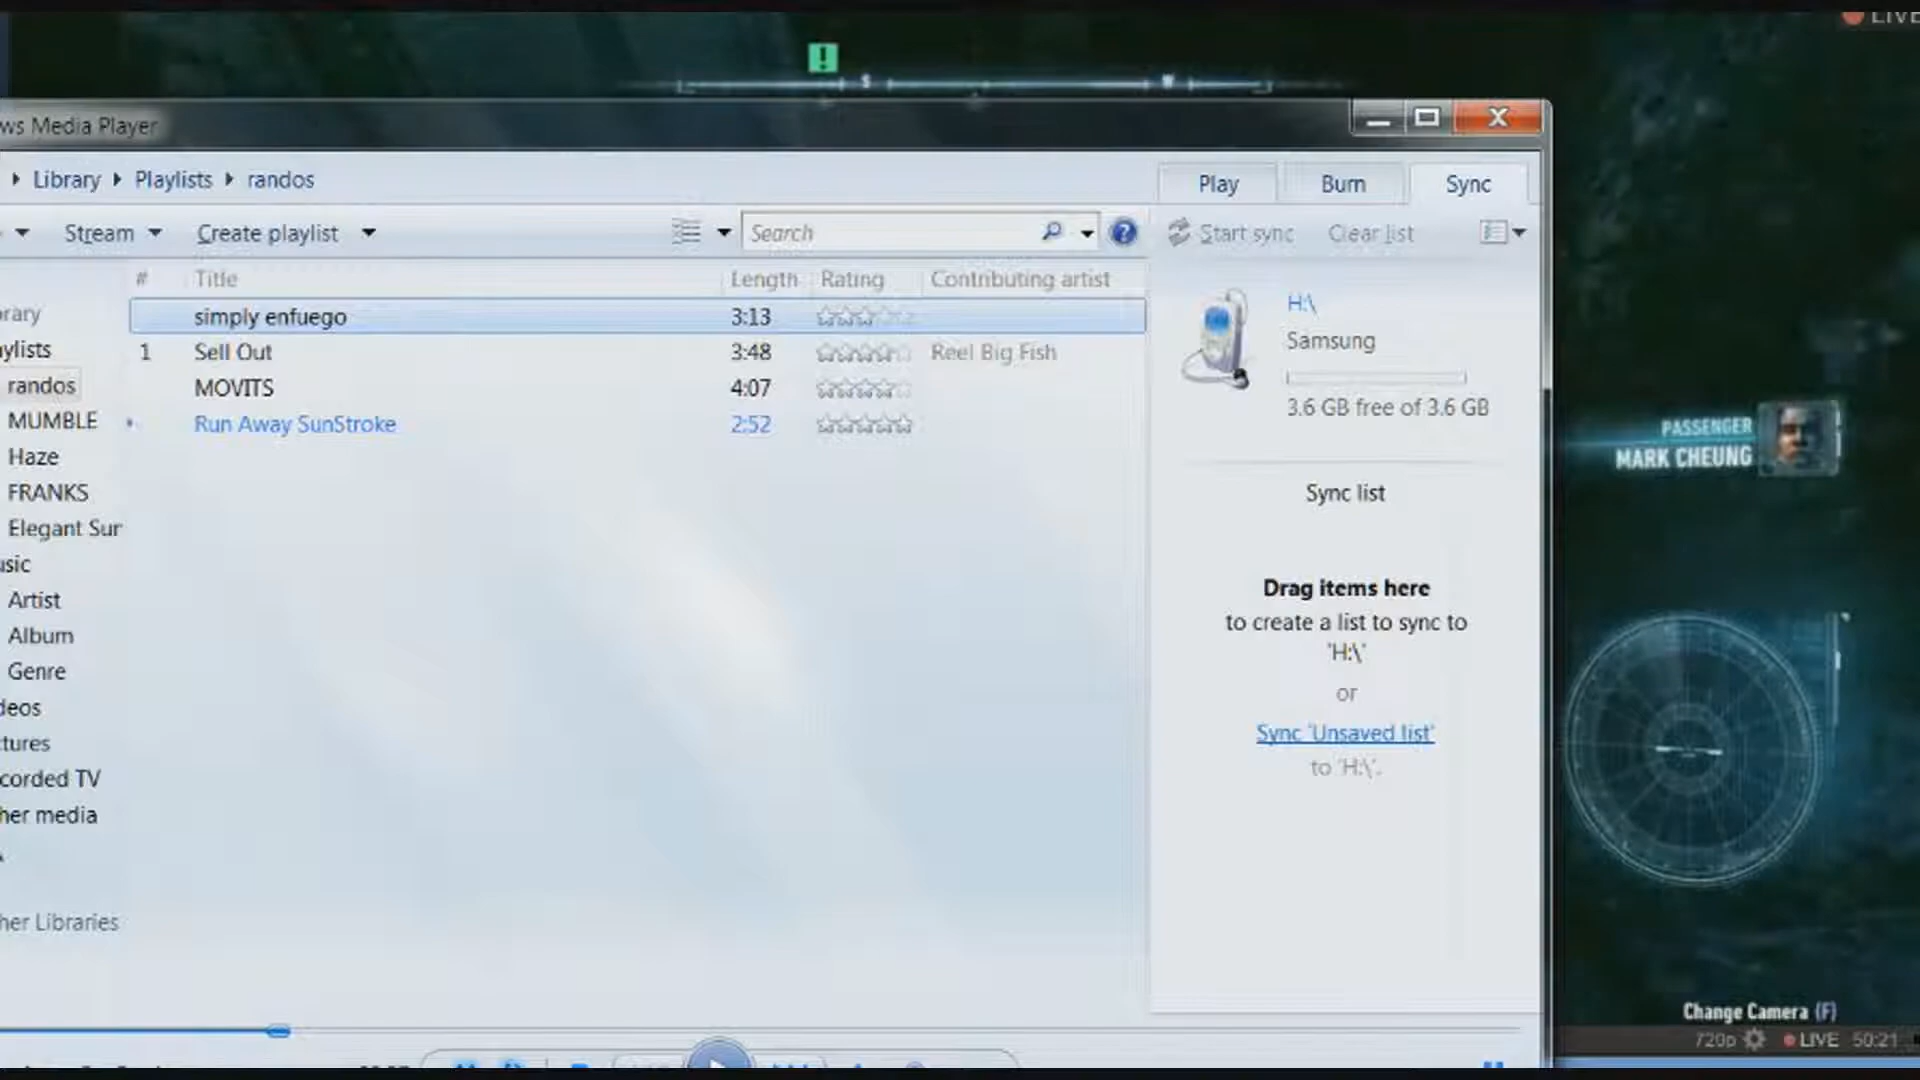 LIVE
!
S W
ws Media Player
Library Playlists randos
Play Burn Sync
Stream Create playlist Search ? Start sync Clear list
# Title Length Rating Contributing artist
simply enfuego 3:13
1 Sell Out 3:48 Reel Big Fish
MOVITS 4:07
Run Away SunStroke 2:52
rary
ylists
randos
MUMBLE
Haze
FRANKS
Elegant Sur
usic
Artist
Album
Genre
deos
tures
corded TV
her media
her Libraries
H:\
Samsung
3.6 GB free of 3.6 GB
Sync list
Drag items here
to create a list to sync to
'H:\'
or
Sync 'Unsaved list'
to 'H:\'.
PASSENGER
MARK CHEUNG
Change Camera (F)
720p LIVE 50:21